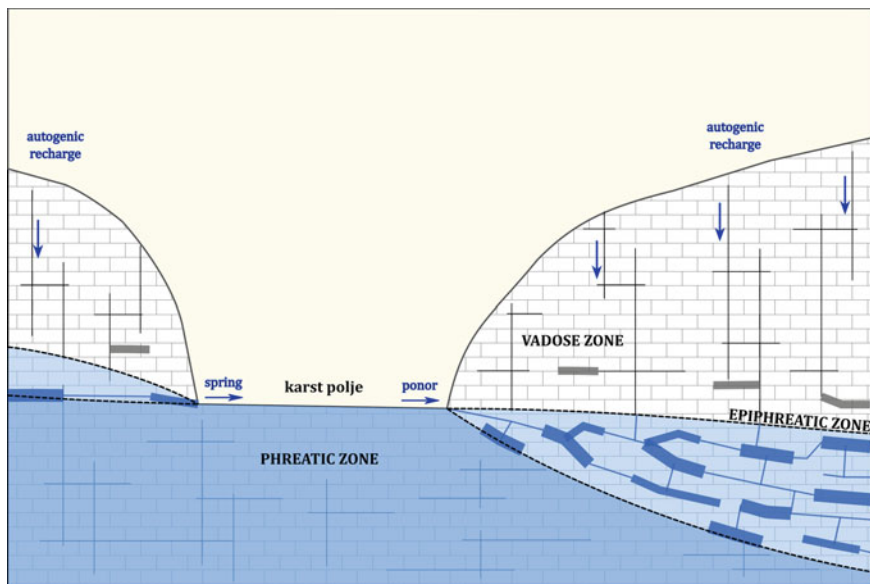 autogenic
recharge
autogenic
recharge
VADOSE ZONE
spring
karst polje
ponor
EPIPHREATIC ZONE
PHREATIC ZONE